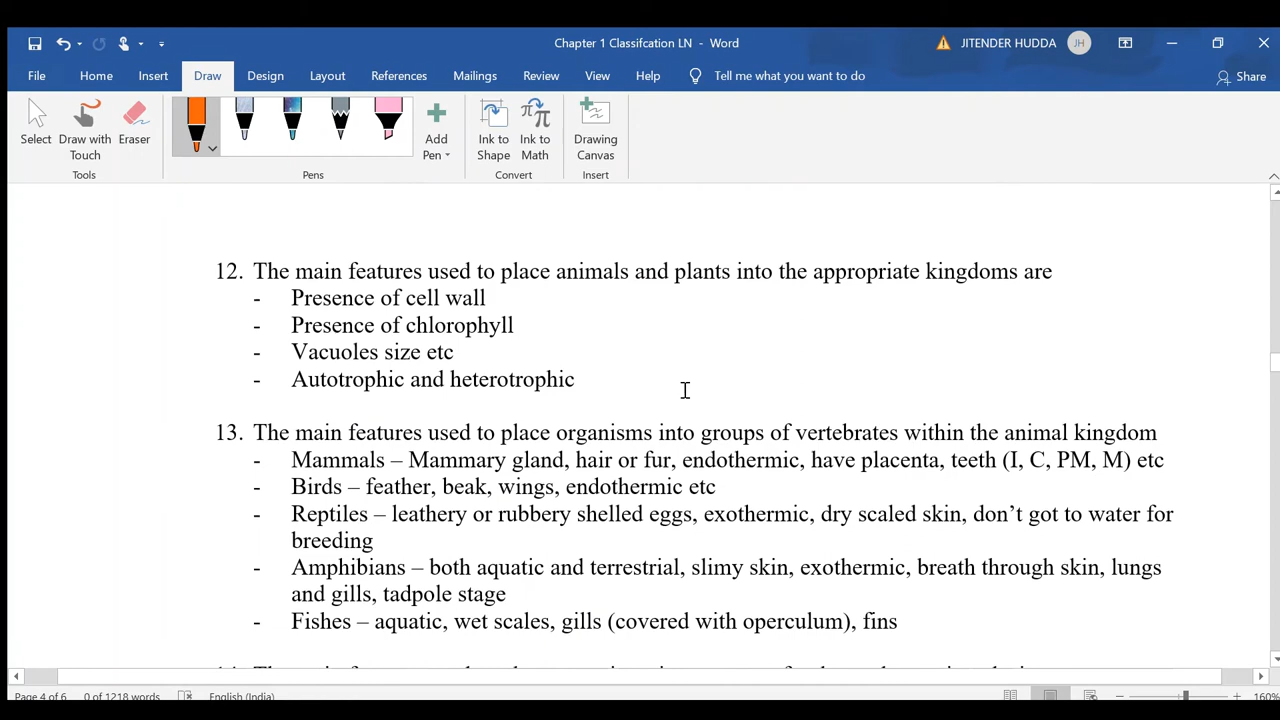 Chapter 1 Classifcation LN - Word
JITENDER HUDDA JH
File Home Insert Draw Design Layout References Mailings Review View Help Tell me what you want to do Share
Select Draw with Touch Eraser Add Pen Ink to Shape Ink to Math Drawing Canvas
Tools Pens Convert Insert
12. The main features used to place animals and plants into the appropriate kingdoms are
- Presence of cell wall
- Presence of chlorophyll
- Vacuoles size etc
- Autotrophic and heterotrophic
13. The main features used to place organisms into groups of vertebrates within the animal kingdom
- Mammals – Mammary gland, hair or fur, endothermic, have placenta, teeth (I, C, PM, M) etc
- Birds – feather, beak, wings, endothermic etc
- Reptiles – leathery or rubbery shelled eggs, exothermic, dry scaled skin, don’t got to water for
breeding
- Amphibians – both aquatic and terrestrial, slimy skin, exothermic, breath through skin, lungs
and gills, tadpole stage
- Fishes – aquatic, wet scales, gills (covered with operculum), fins
Page 4 of 6 0 of 1218 words English (India) 160%